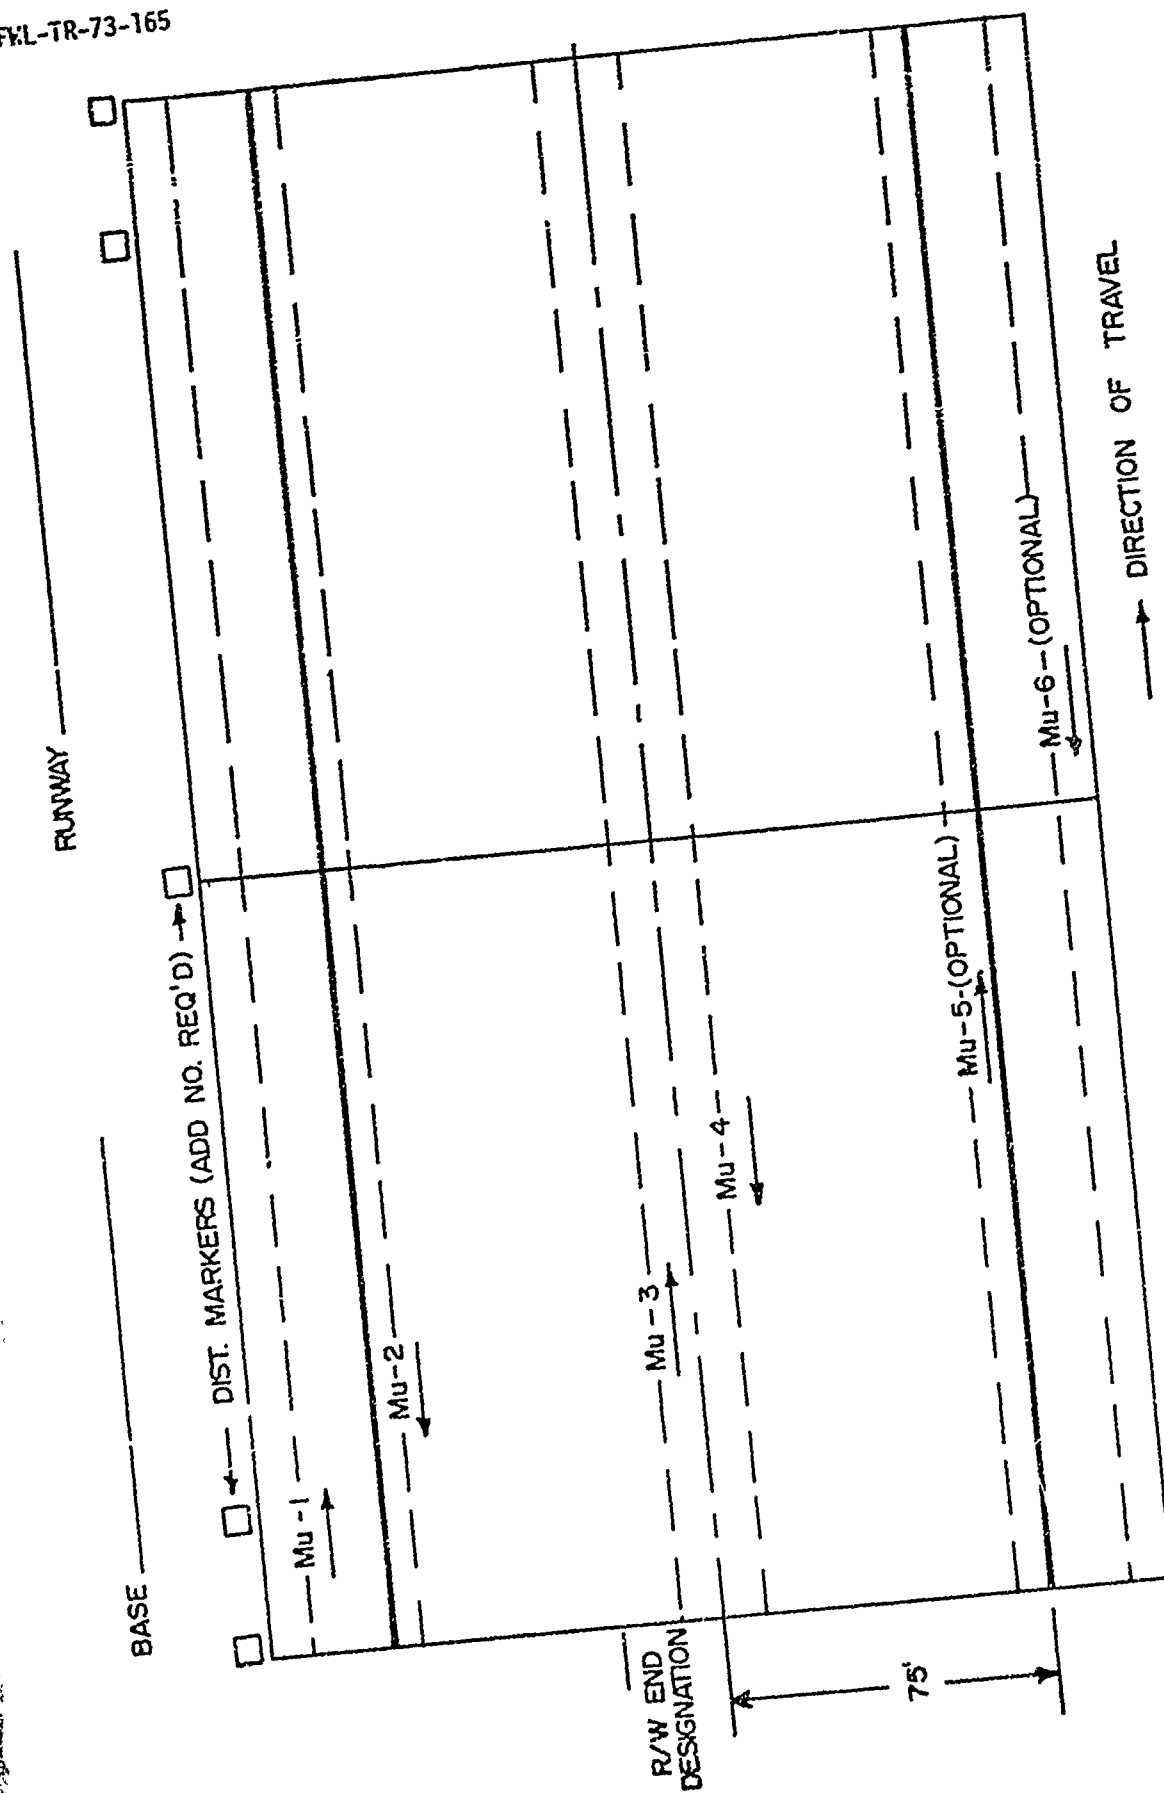 FWL-TR-73-165
BASE
RUNWAY
DIST. MARKERS (ADD NO. REQ'D)
Mu-1
Mu-2
Mu-3
Mu-4
Mu-5-(OPTIONAL)
Mu-6-(OPTIONAL)
R/W END
DESIGNATION
75'
DIRECTION OF TRAVEL